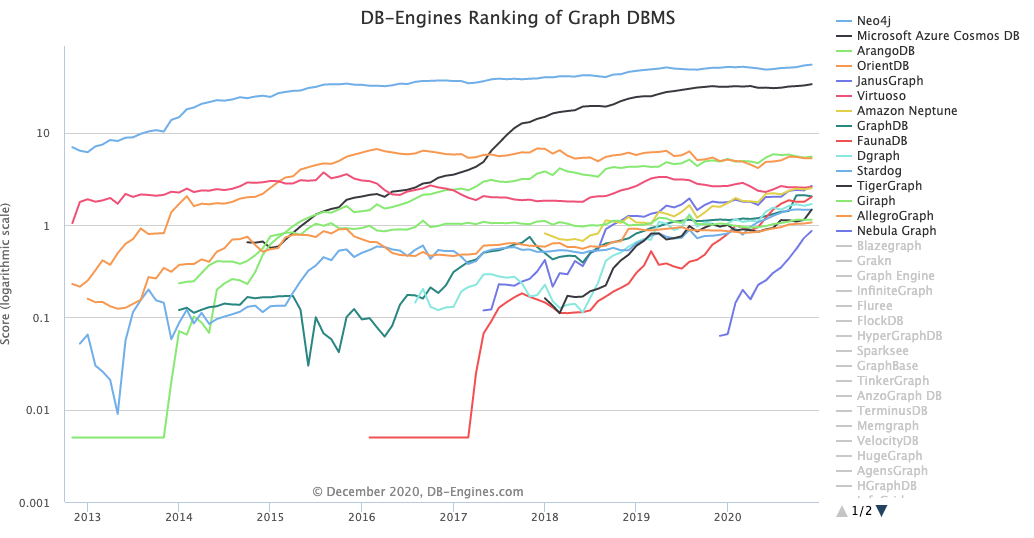 DB-Engines Ranking of Graph DBMS
Score (logarithmic scale)
10
1
0.1
0.01
0.001
2013 2014 2015 2016 2017 2018 2019 2020
© December 2020, DB-Engines.com
Neo4j
Microsoft Azure Cosmos DB
ArangoDB
OrientDB
JanusGraph
Virtuoso
Amazon Neptune
GraphDB
FaunaDB
Dgraph
Stardog
TigerGraph
Giraph
AllegroGraph
Nebula Graph
Blazegraph
Grakn
Graph Engine
InfiniteGraph
Fluree
FlockDB
HyperGraphDB
Sparksee
GraphBase
TinkerGraph
AnzoGraph DB
TerminusDB
Memgraph
VelocityDB
HugeGraph
AgensGraph
HGraphDB
1/2